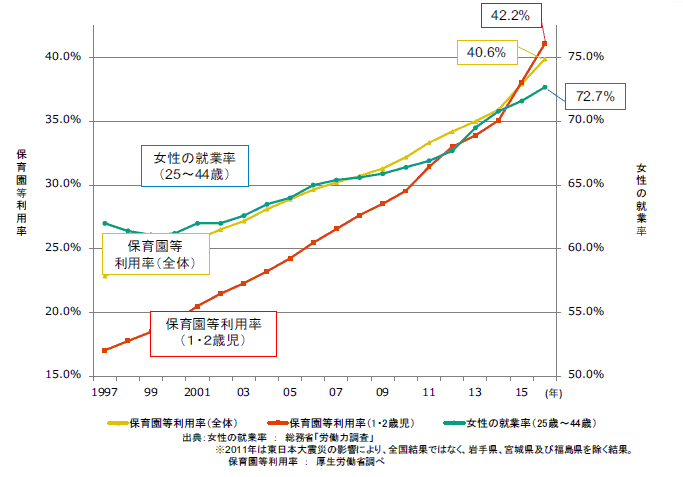 42.2%
40.6%
72.7%
40.0%
35.0%
30.0%
25.0%
20.0%
15.0%
75.0%
70.0%
65.0%
60.0%
55.0%
50.0%
保育園等利用率
女性の就業率
女性の就業率
（25～44歳）
保育園等
利用率（全体）
保育園等利用率
（１・２歳児）
1997 99 2001 03 05 07 09 11 13 15 (年)
保育園等利用率（全体） 保育園等利用率（１・２歳児） 女性の就業率（25歳～44歳）
出典：女性の就業率 ： 総務省「労働力調査」
※2011年は東日本大震災の影響により、全国結果ではなく、岩手県、宮城県及び福島県を除く結果。
保育園等利用率 ： 厚生労働省調べ